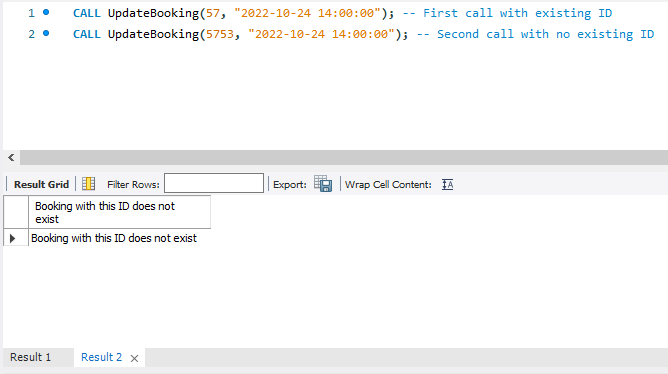 1 CALL UpdateBooking(57, "2022-10-24 14:00:00"); -- First call with existing ID
2 CALL UpdateBooking(5753, "2022-10-24 14:00:00"); -- Second call with no existing ID
Result Grid Filter Rows: Export: Wrap Cell Content:
Booking with this ID does not
exist
Booking with this ID does not exist
Result 1 Result 2